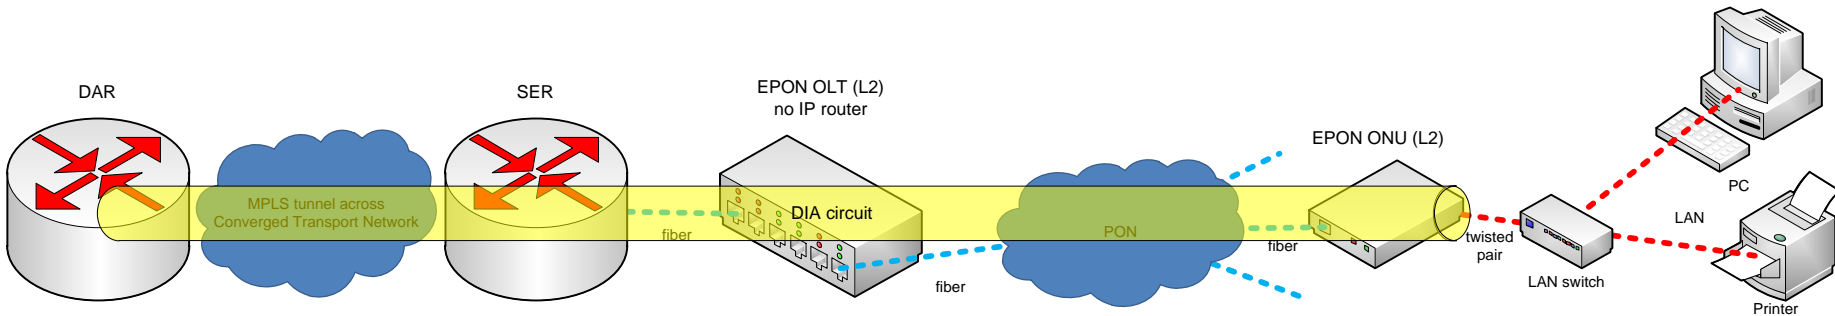 DAR
SER
EPON OLT (L2)
no IP router
EPON ONU (L2)
PC
MPLS tunnel across
Converged Transport Network
DIA circuit
PON
LAN
fiber
fiber
fiber
twisted
pair
LAN switch
Printer